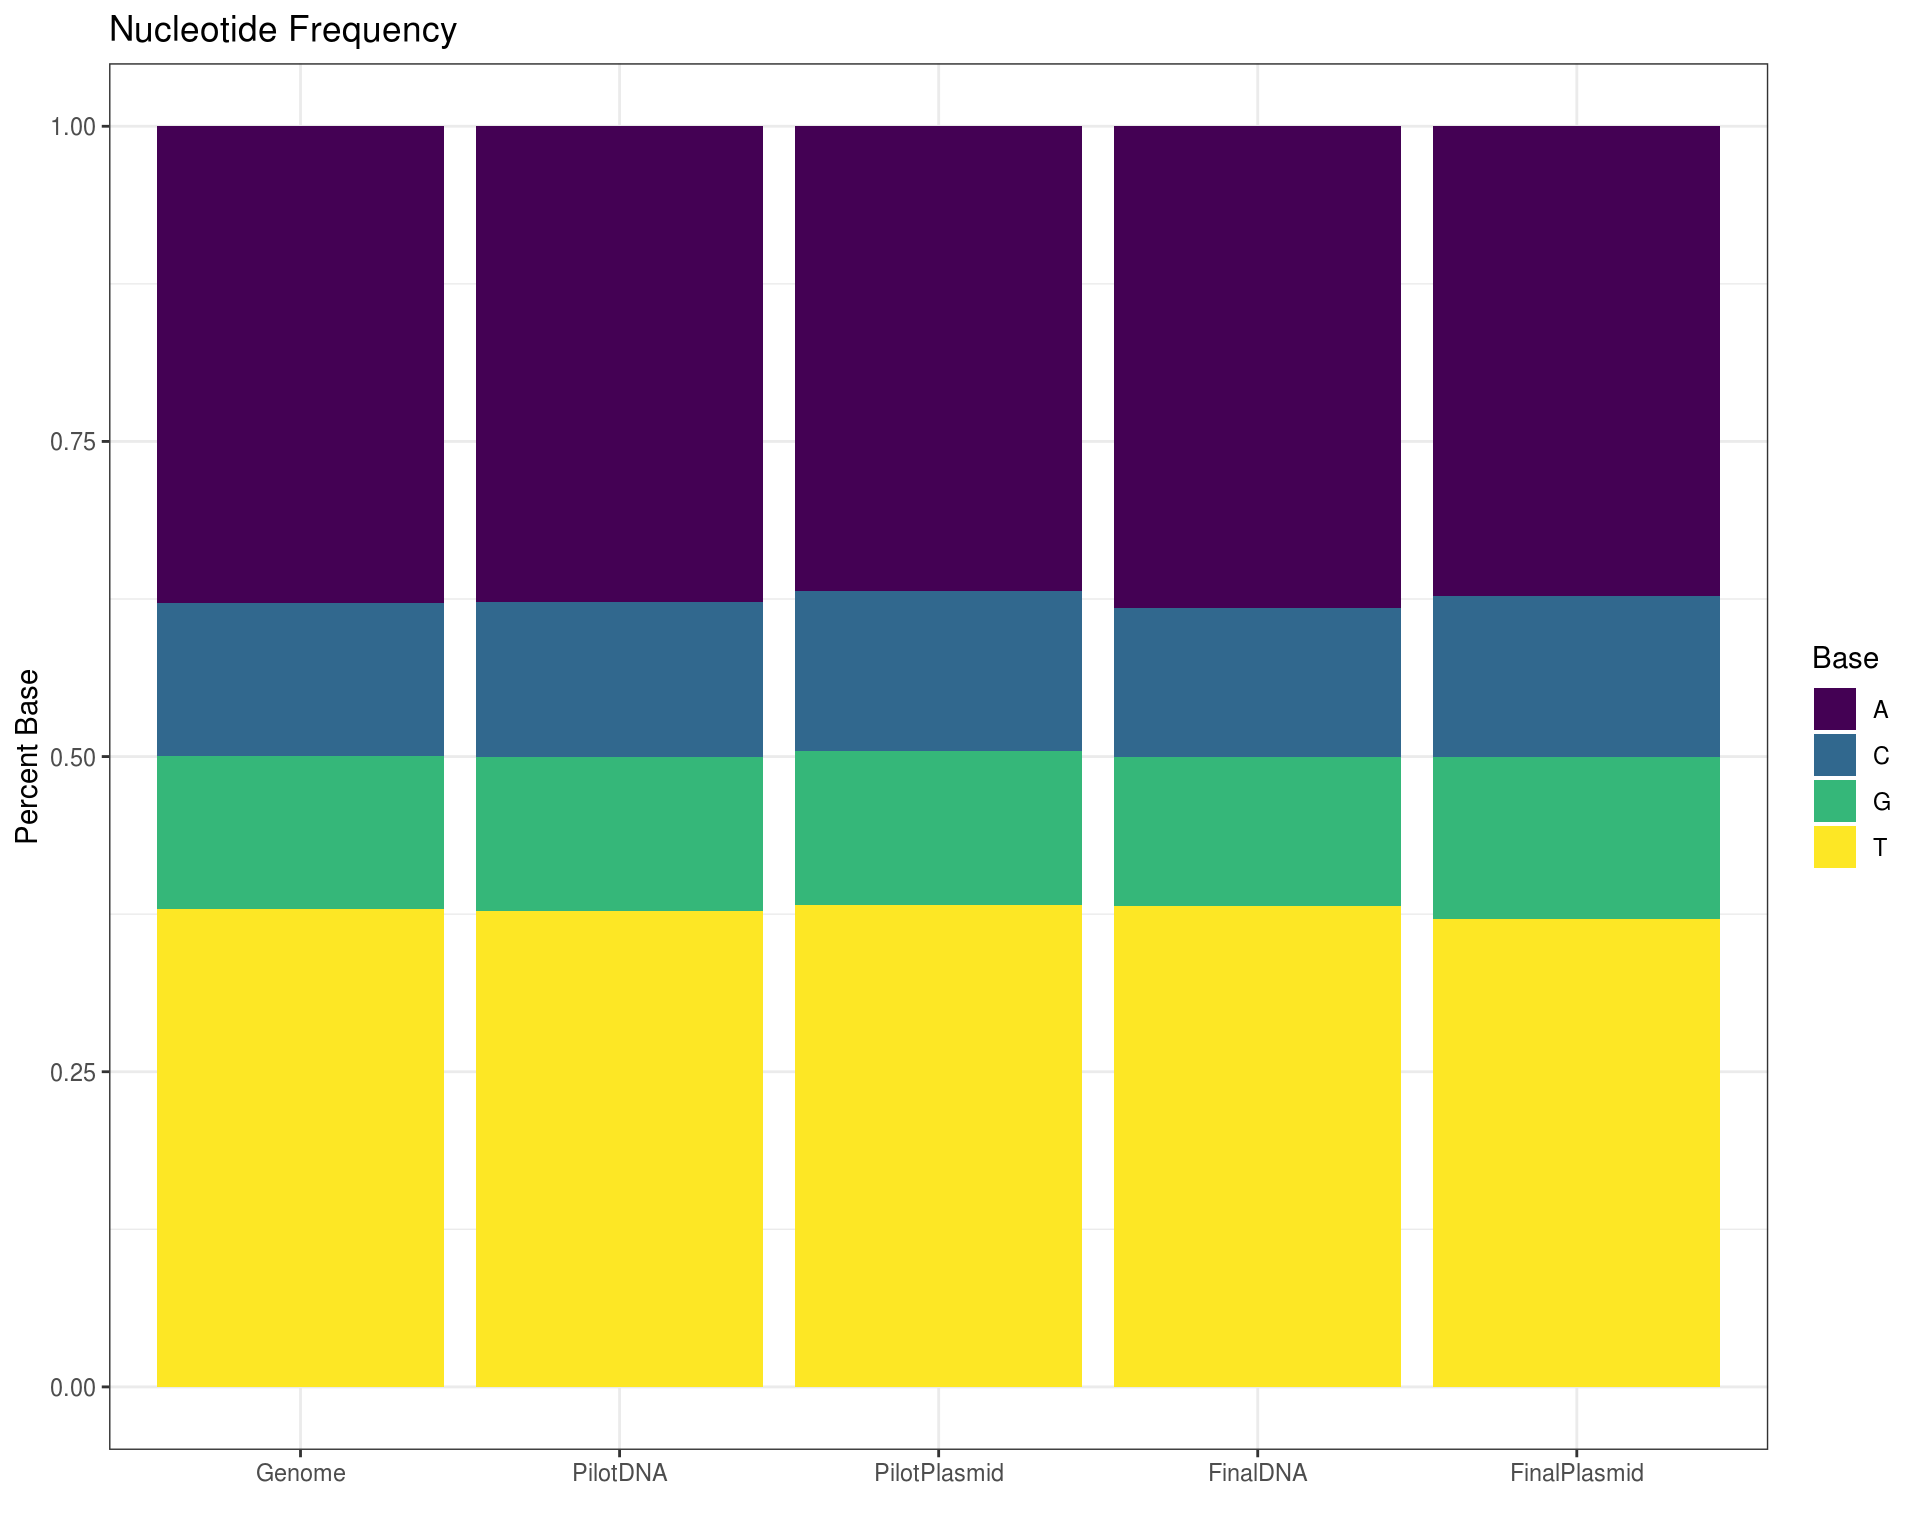 Nucleotide Frequency
Percent Base
1.00
0.75
0.50
0.25
0.00
Genome
PilotDNA
PilotPlasmid
FinalDNA
FinalPlasmid
Base
A
C
G
T